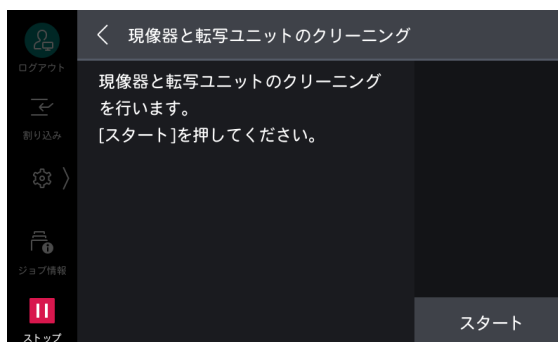 現像器と転写ユニットのクリーニング
ログアウト
現像器と転写ユニットのクリーニング
を行います。
[スタート]を押してください。
割り込み
ジョブ情報
ストップ
スタート